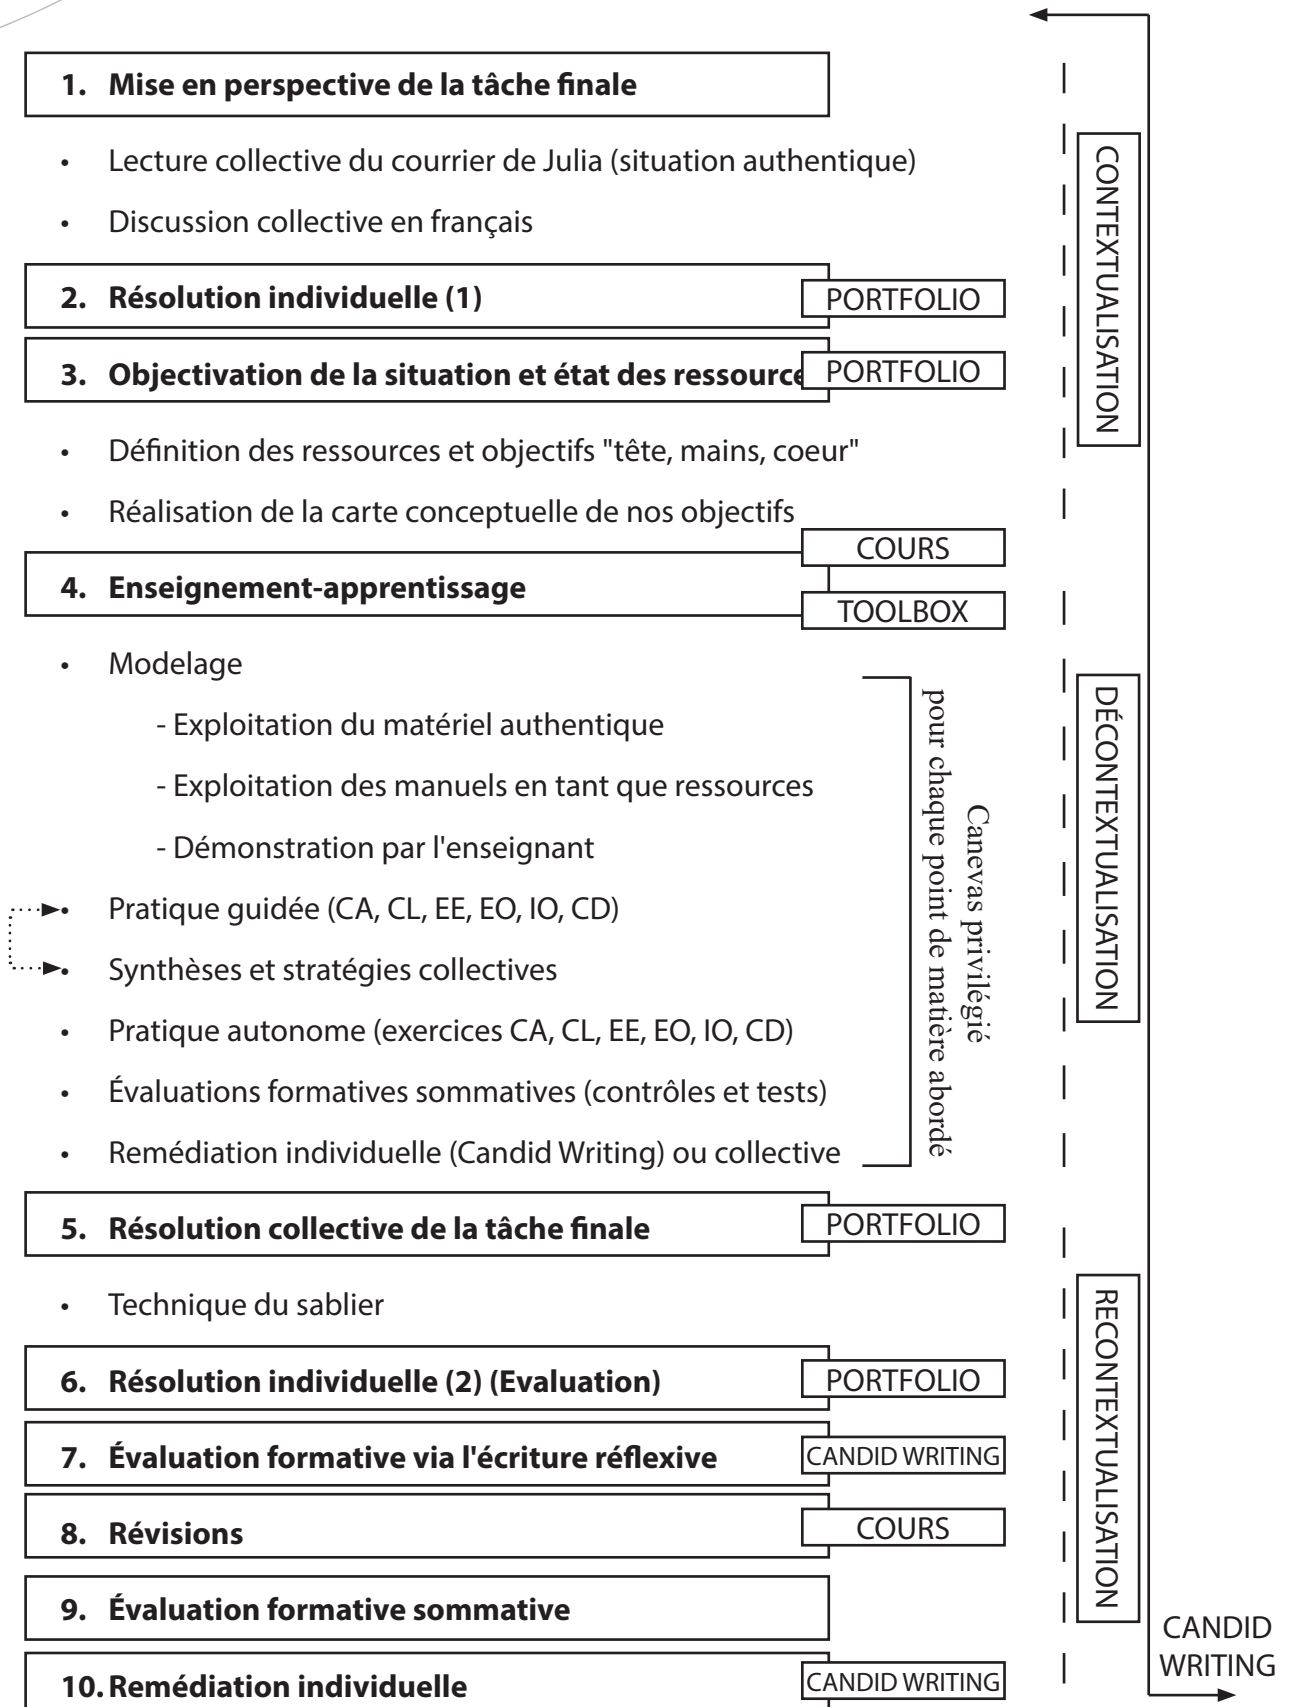 1. Mise en perspective de la tâche finale
• Lecture collective du courrier de Julia (situation authentique)
• Discussion collective en français
2. Résolution individuelle (1)
PORTFOLIO
3. Objectivation de la situation et état des ressource
PORTFOLIO
• Définition des ressources et objectifs "tête, mains, coeur"
• Réalisation de la carte conceptuelle de nos objectifs
CONTEXTUALISATION
COURS
4. Enseignement-apprentissage
TOOLBOX
• Modelage
- Exploitation du matériel authentique
- Exploitation des manuels en tant que ressources
- Démonstration par l'enseignant
• Pratique guidée (CA, CL, EE, EO, IO, CD)
• Synthèses et stratégies collectives
• Pratique autonome (exercices CA, CL, EE, EO, IO, CD)
• Évaluations formatives sommatives (contrôles et tests)
• Remédiation individuelle (Candid Writing) ou collective
Canevas privilégié
pour chaque point de matière abordé
DÉCONTEXTUALISATION
5. Résolution collective de la tâche finale
PORTFOLIO
• Technique du sablier
6. Résolution individuelle (2) (Evaluation)
PORTFOLIO
7. Évaluation formative via l'écriture réflexive
CANDID WRITING
8. Révisions
COURS
9. Évaluation formative sommative
10. Remédiation individuelle
CANDID WRITING
RECONTEXTUALISATION
CANDID
WRITING